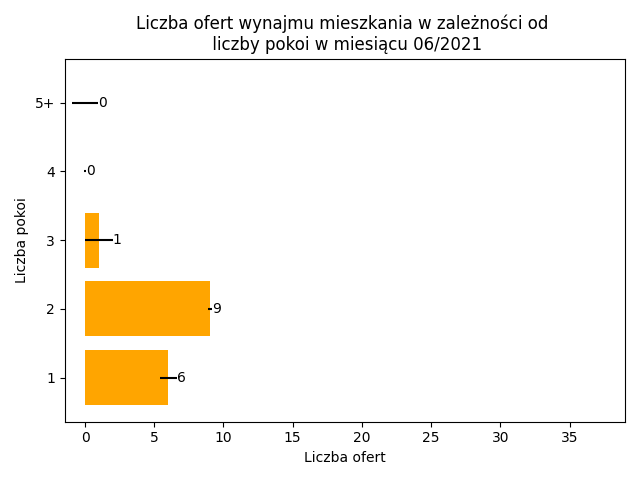 Liczba ofert wynajmu mieszkania w zależności od
liczby pokoi w miesiącu 06/2021
5+
0
4
0
3
1
2
9
1
6
Liczba pokoi
0 5 10 15 20 25 30 35
Liczba ofert